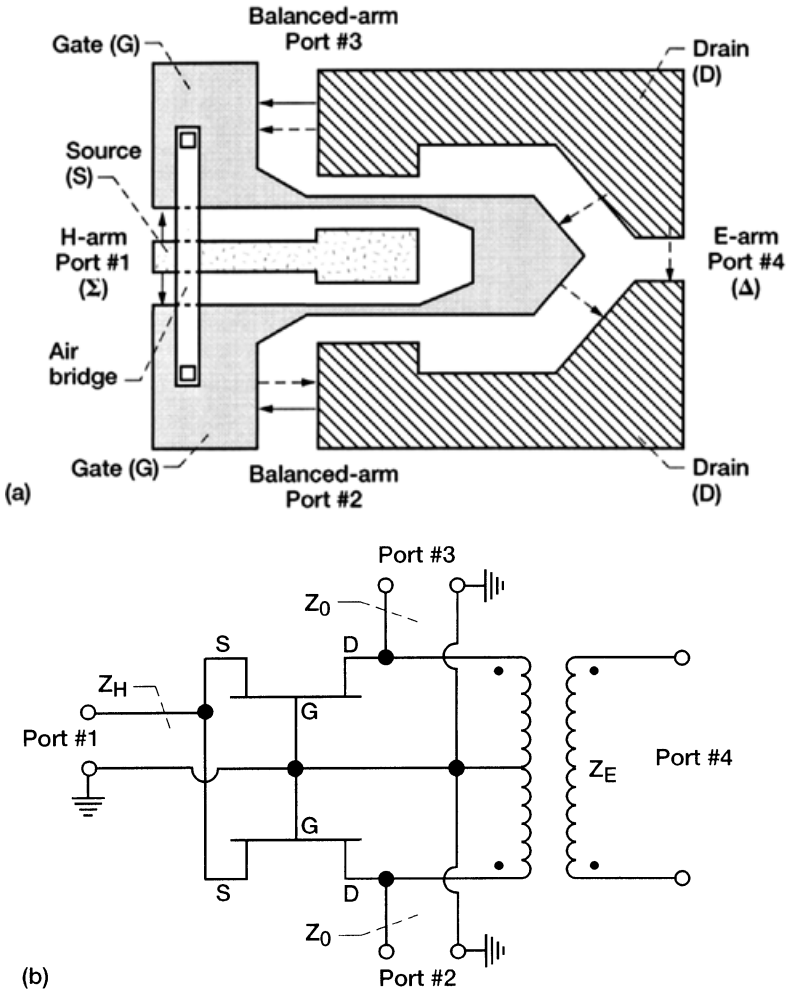 Balanced-arm
Port #3
Gate (G)
Drain
(D)
Source
(S)
H-arm
Port #1
(Σ)
E-arm
Port #4
(Δ)
Air
bridge
Gate (G)
Balanced-arm
Port #2
Drain
(D)
(a)
Port #3
Z0
S
D
ZH
G
Port #1
ZE
Port #4
G
S
D
Z0
Port #2
(b)